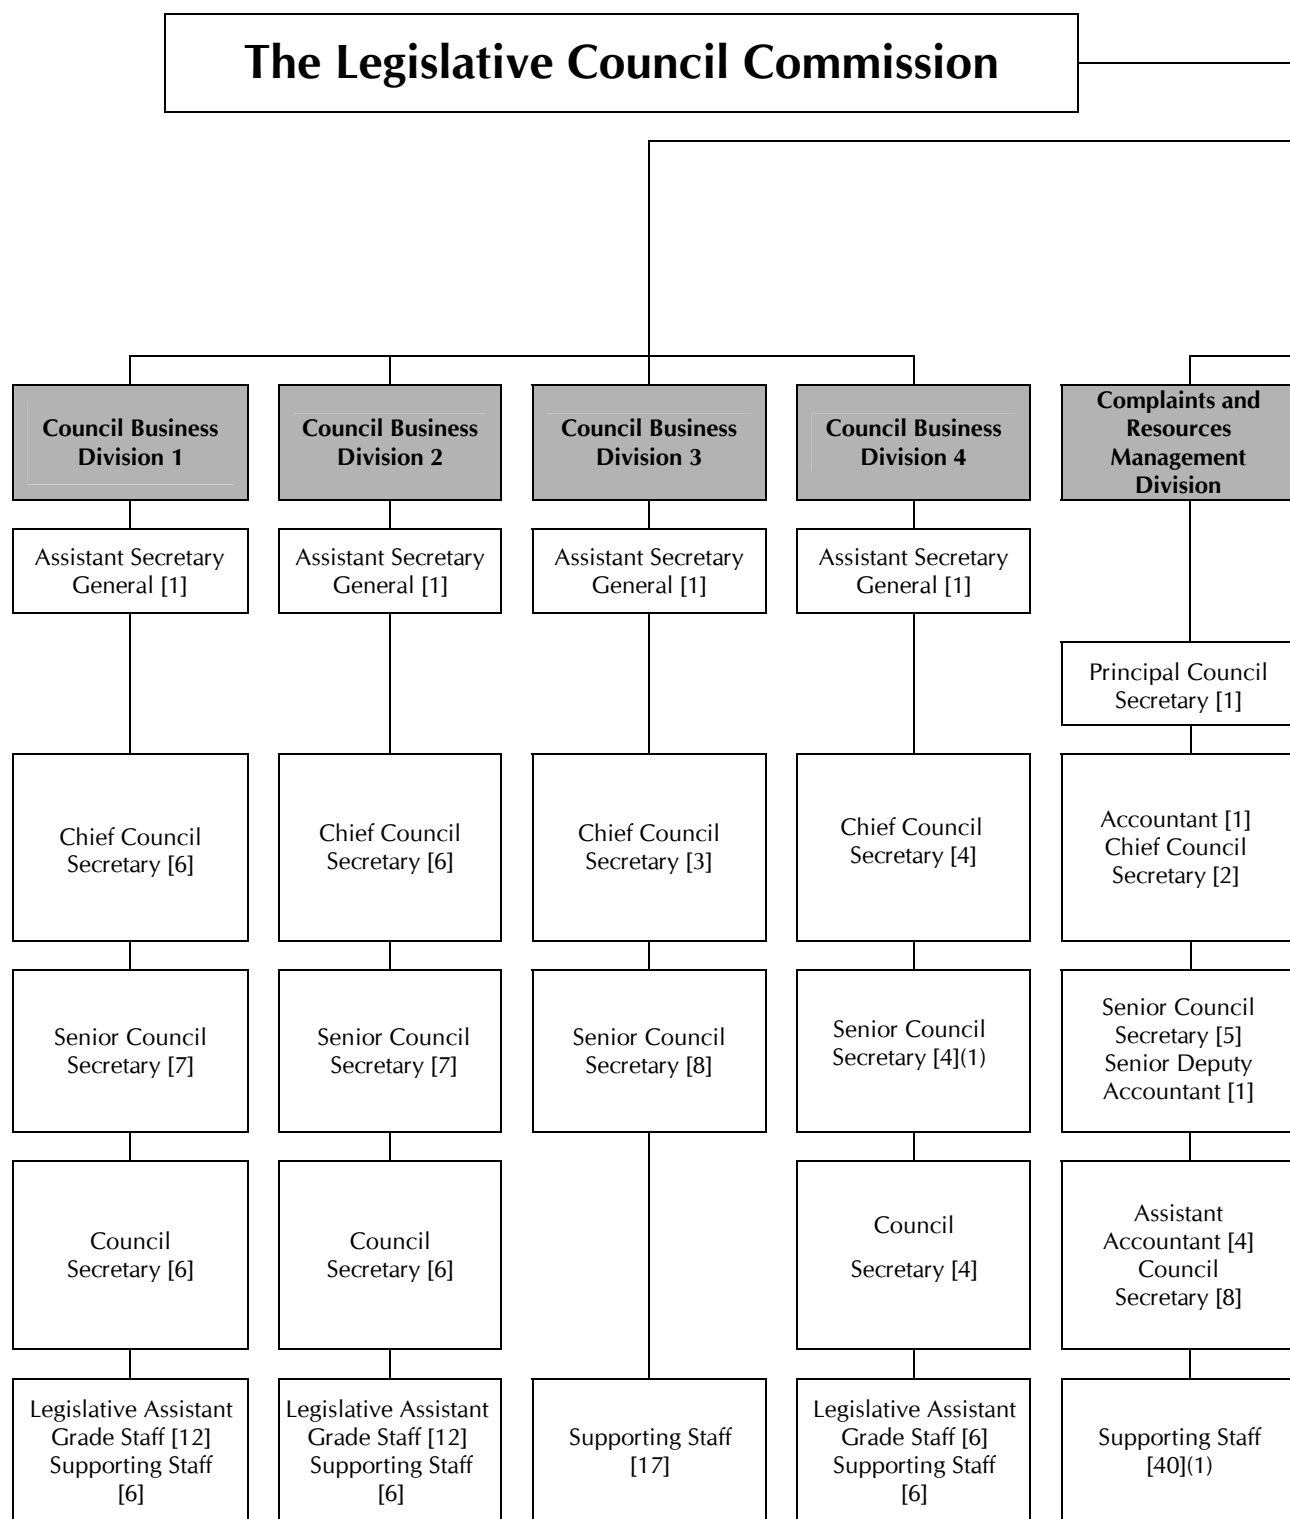 The Legislative Council Commission
Council Business
Division 1
Council Business
Division 2
Council Business
Division 3
Council Business
Division 4
Complaints and
Resources
Management
Division
Assistant Secretary
General [1]
Assistant Secretary
General [1]
Assistant Secretary
General [1]
Assistant Secretary
General [1]
Principal Council
Secretary [1]
Chief Council
Secretary [6]
Chief Council
Secretary [6]
Chief Council
Secretary [3]
Chief Council
Secretary [4]
Accountant [1]
Chief Council
Secretary [2]
Senior Council
Secretary [7]
Senior Council
Secretary [7]
Senior Council
Secretary [8]
Senior Council
Secretary [4](1)
Senior Council
Secretary [5]
Senior Deputy
Accountant [1]
Council
Secretary [6]
Council
Secretary [6]
Council
Secretary [4]
Assistant
Accountant [4]
Council
Secretary [8]
Legislative Assistant
Grade Staff [12]
Supporting Staff
[6]
Legislative Assistant
Grade Staff [12]
Supporting Staff
[6]
Supporting Staff
[17]
Legislative Assistant
Grade Staff [6]
Supporting Staff
[6]
Supporting Staff
[40](1)